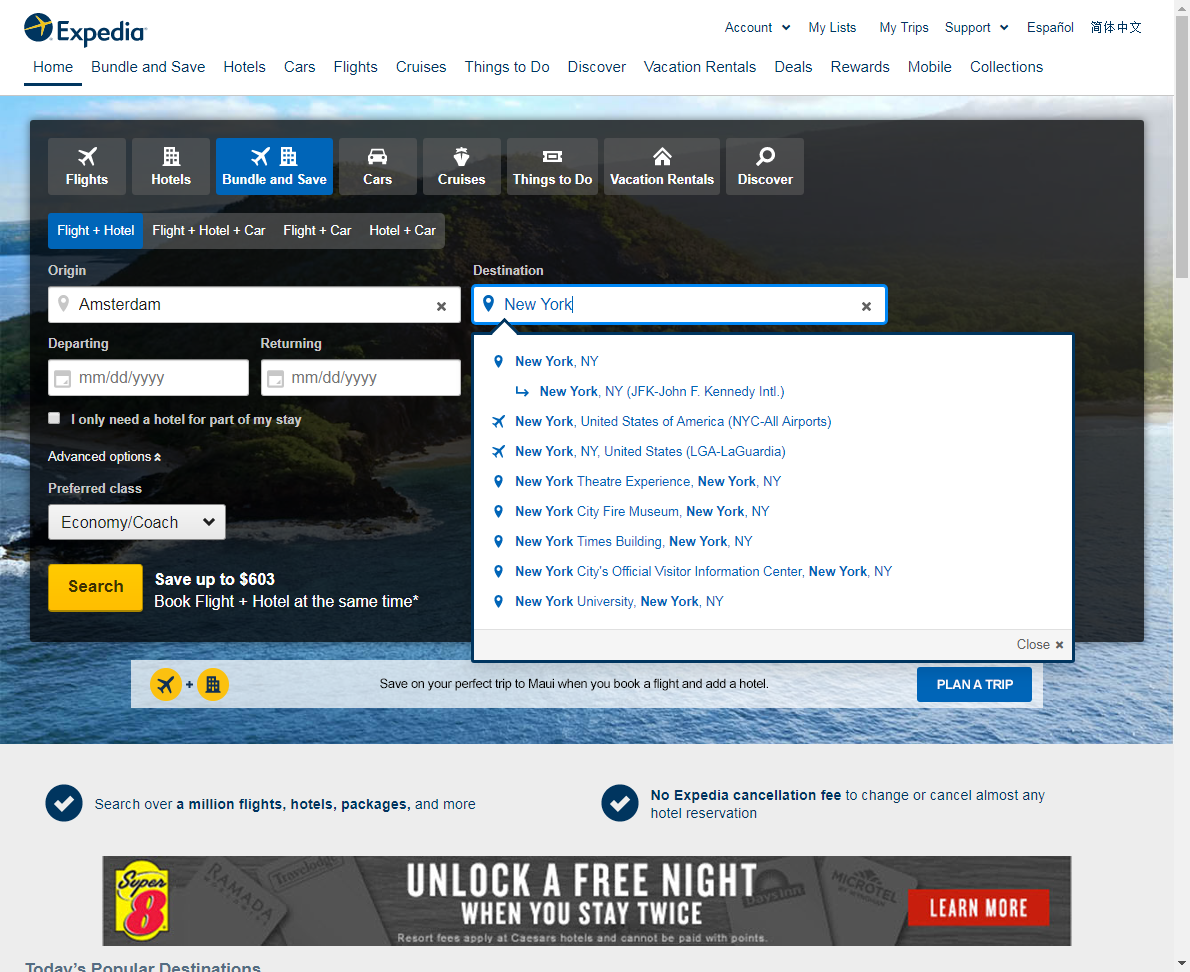 Expedia
Account
My Lists
My Trips
Support
Español
简体中文
Home
Bundle and Save
Hotels
Cars
Flights
Cruises
Things to Do
Discover
Vacation Rentals
Deals
Rewards
Mobile
Collections
Flights
Hotels
Bundle and Save
Cars
Cruises
Things to Do
Vacation Rentals
Discover
Flight + Hotel
Flight + Hotel + Car
Flight + Car
Hotel + Car
Origin
Destination
Amsterdam
New York
Departing
Returning
mm/dd/yyyy
mm/dd/yyyy
I only need a hotel for part of my stay
Advanced options
Preferred class
Economy/Coach
Search
Save up to $603
Book Flight + Hotel at the same time*
New York, NY
New York, NY (JFK-John F. Kennedy Intl.)
New York, United States of America (NYC-All Airports)
New York, NY, United States (LGA-LaGuardia)
New York Theatre Experience, New York, NY
New York City Fire Museum, New York, NY
New York Times Building, New York, NY
New York City's Official Visitor Information Center, New York, NY
New York University, New York, NY
Close
+
Save on your perfect trip to Maui when you book a flight and add a hotel.
PLAN A TRIP
Search over a million flights, hotels, packages, and more
No Expedia cancellation fee to change or cancel almost any
hotel reservation
Super
8
RAMADA
Travelodge
UNLOCK A FREE NIGHT
WHEN YOU STAY TWICE
Resort fees apply at Caesars hotels and cannot be paid with points.
Days Inn
MICROTEL
BY WYNDHAM
LEARN MORE
Today's Popular Destinations